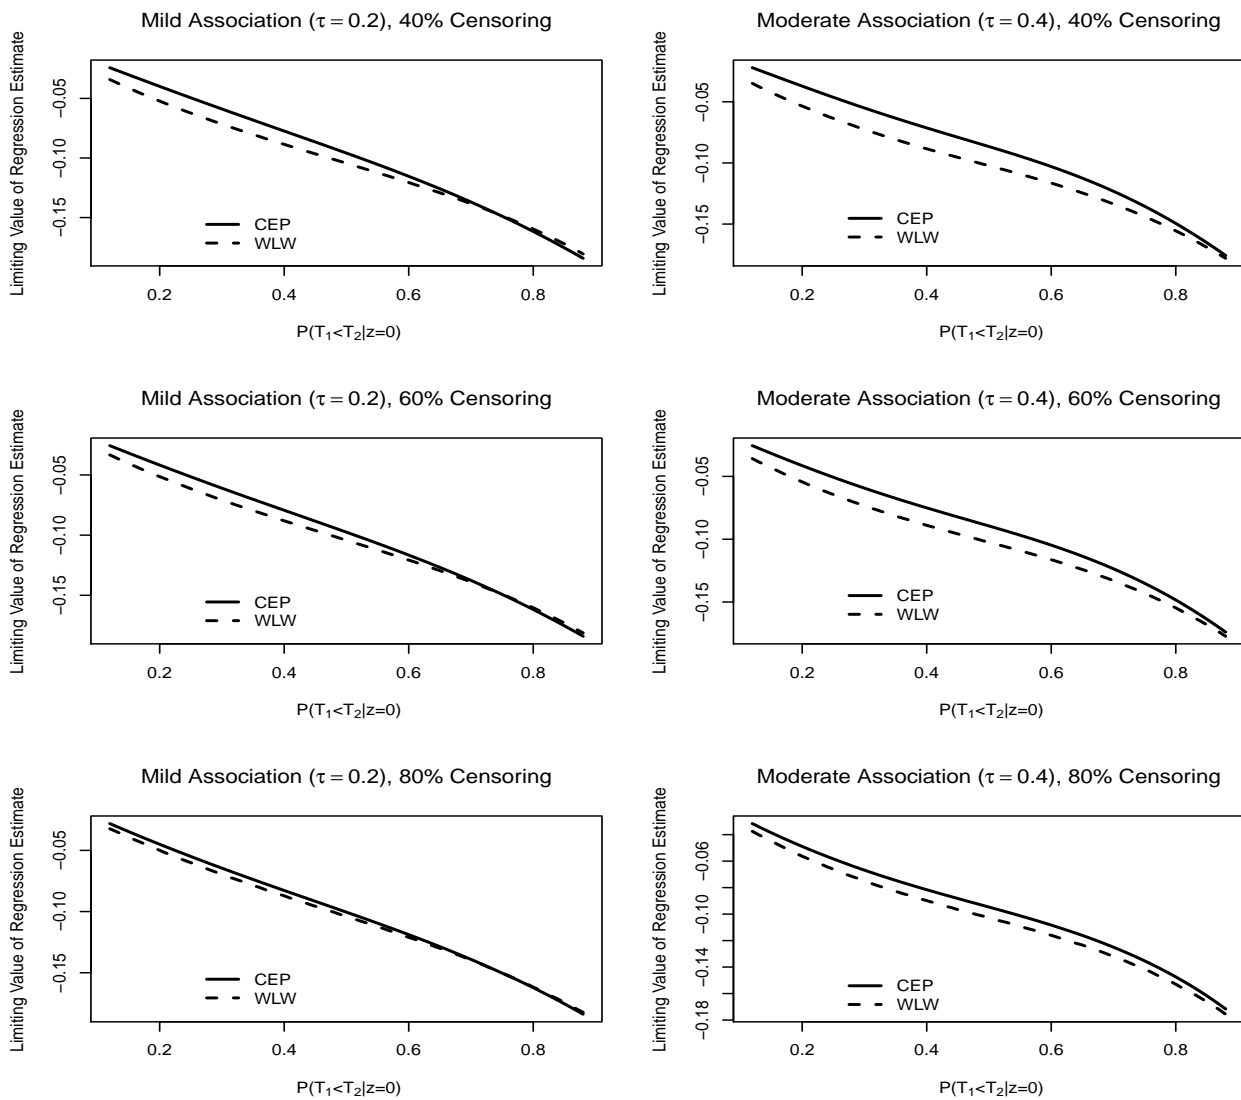 Mild Association (τ = 0.2), 40% Censoring
Limiting Value of Regression Estimate
−0.05
−0.10
−0.15
CEP
WLW
0.2 0.4 0.6 0.8
P(T₁<T₂|z=0)
Moderate Association (τ = 0.4), 40% Censoring
Limiting Value of Regression Estimate
−0.05
−0.10
−0.15
CEP
WLW
0.2 0.4 0.6 0.8
P(T₁<T₂|z=0)
Mild Association (τ = 0.2), 60% Censoring
Limiting Value of Regression Estimate
−0.05
−0.10
−0.15
CEP
WLW
0.2 0.4 0.6 0.8
P(T₁<T₂|z=0)
Moderate Association (τ = 0.4), 60% Censoring
Limiting Value of Regression Estimate
−0.05
−0.10
−0.15
CEP
WLW
0.2 0.4 0.6 0.8
P(T₁<T₂|z=0)
Mild Association (τ = 0.2), 80% Censoring
Limiting Value of Regression Estimate
−0.05
−0.10
−0.15
CEP
WLW
0.2 0.4 0.6 0.8
P(T₁<T₂|z=0)
Moderate Association (τ = 0.4), 80% Censoring
Limiting Value of Regression Estimate
−0.06
−0.10
−0.14
−0.18
CEP
WLW
0.2 0.4 0.6 0.8
P(T₁<T₂|z=0)